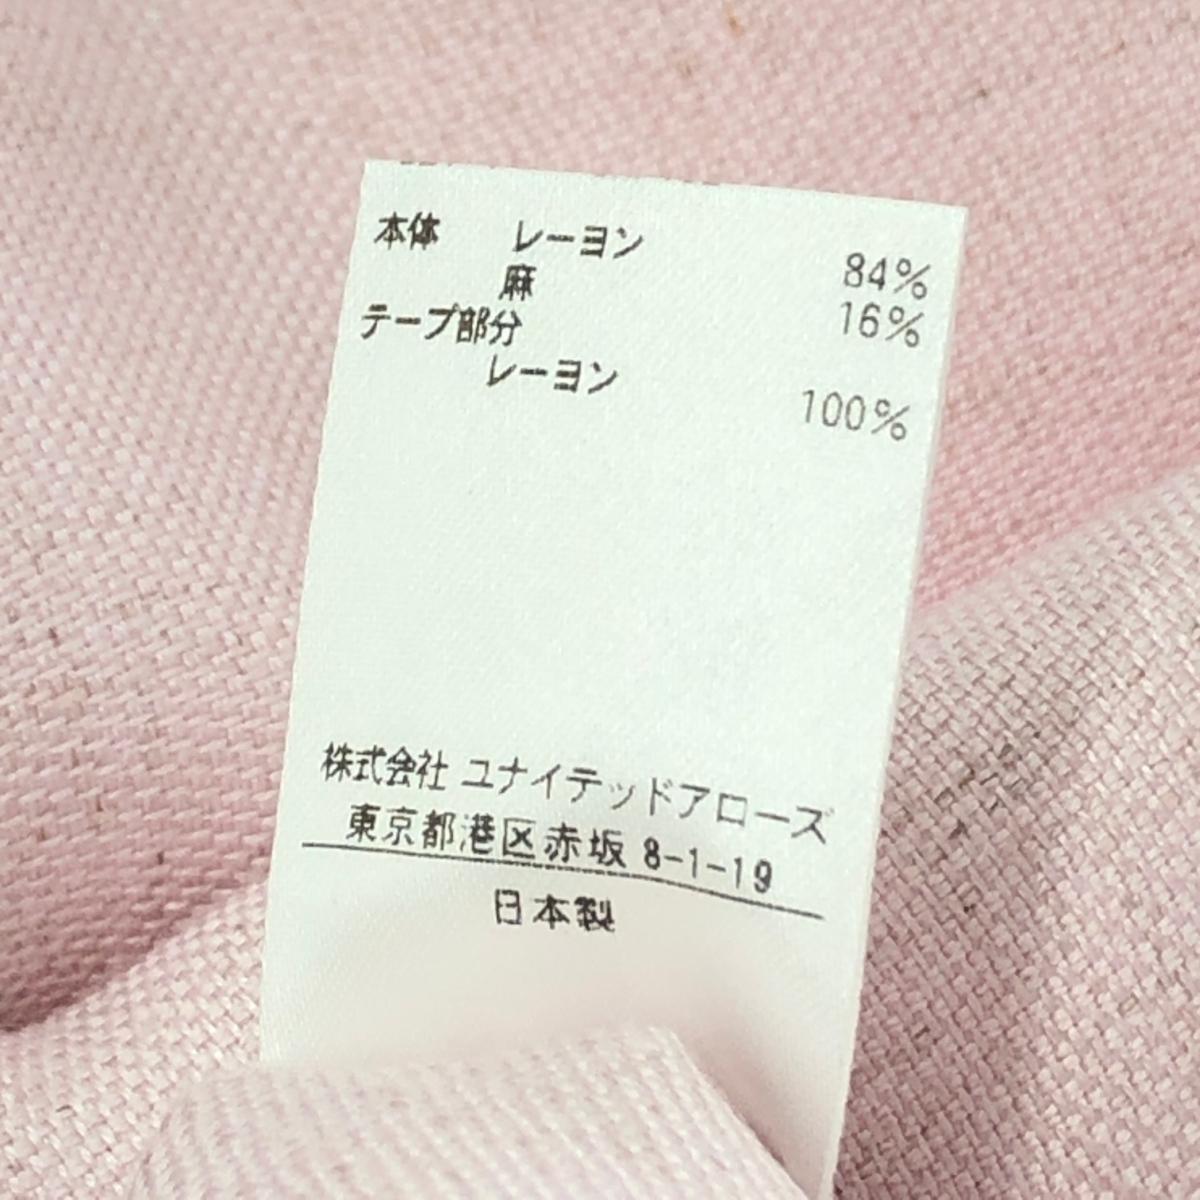 本体 レーヨン 84%
麻 16%
テープ部分
レーヨン 100%
株式会社 ユナイテッドアローズ
東京都港区赤坂 8-1-19
日本製